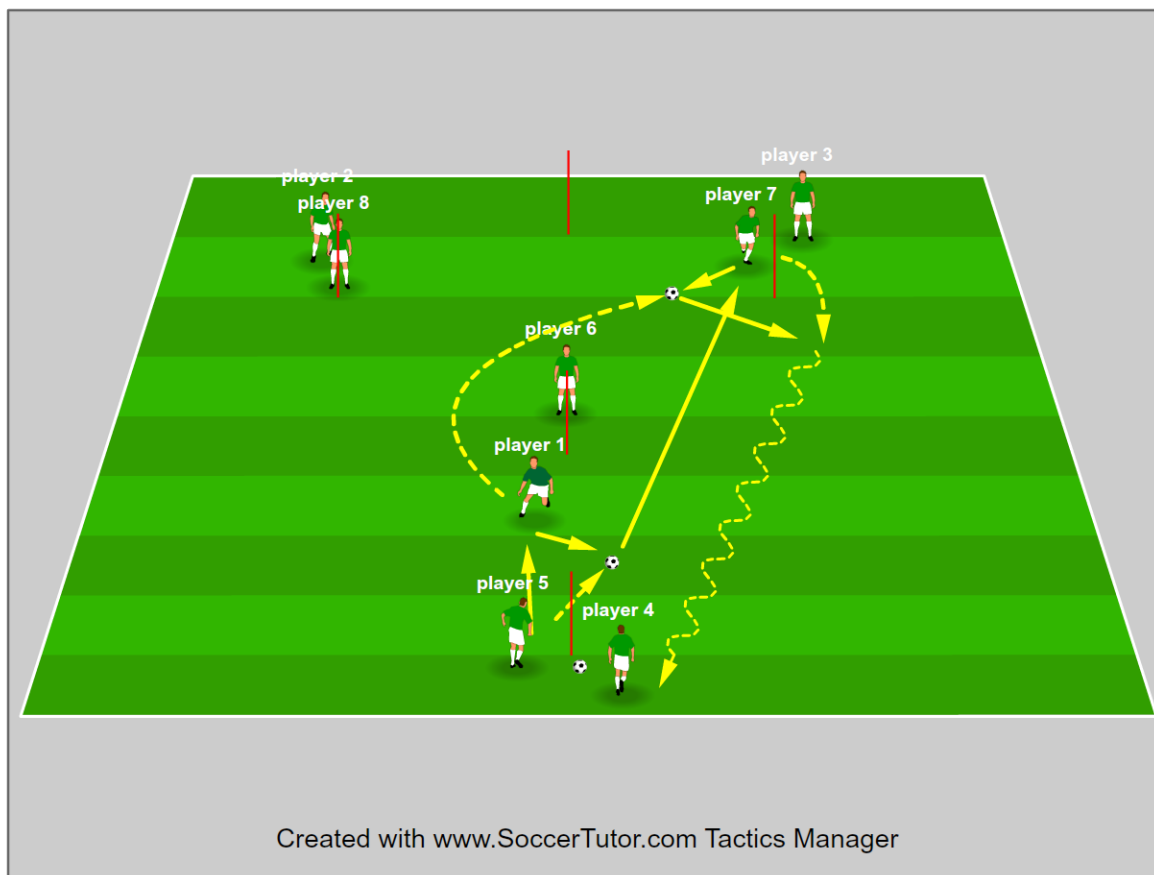 player 3
player 2
player 7
player 8
player 6
player 1
player 5
player 4
Created with www.SoccerTutor.com Tactics Manager